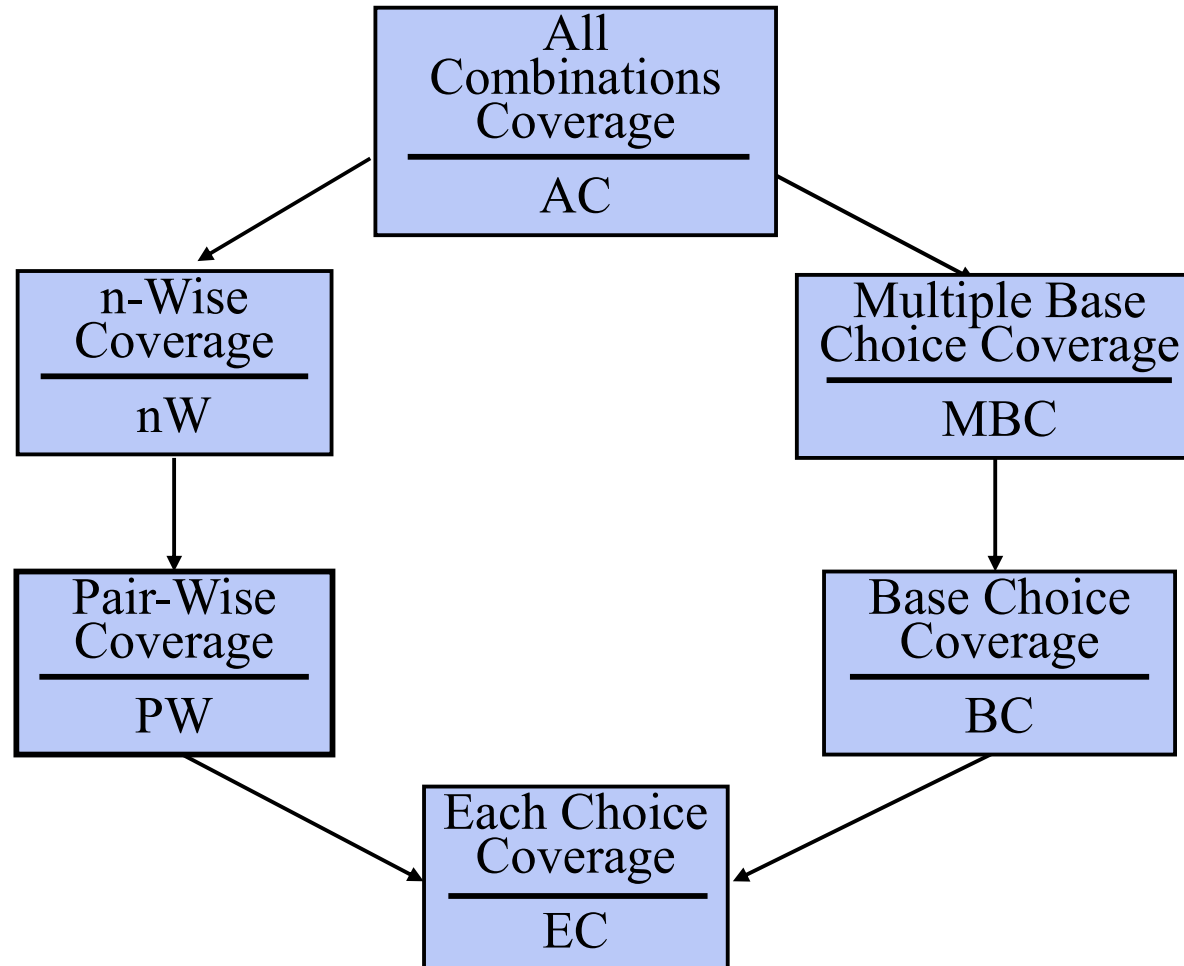 All
Combinations
Coverage
AC
n-Wise
Coverage
nW
Multiple Base
Choice Coverage
MBC
Pair-Wise
Coverage
PW
Base Choice
Coverage
BC
Each Choice
Coverage
EC